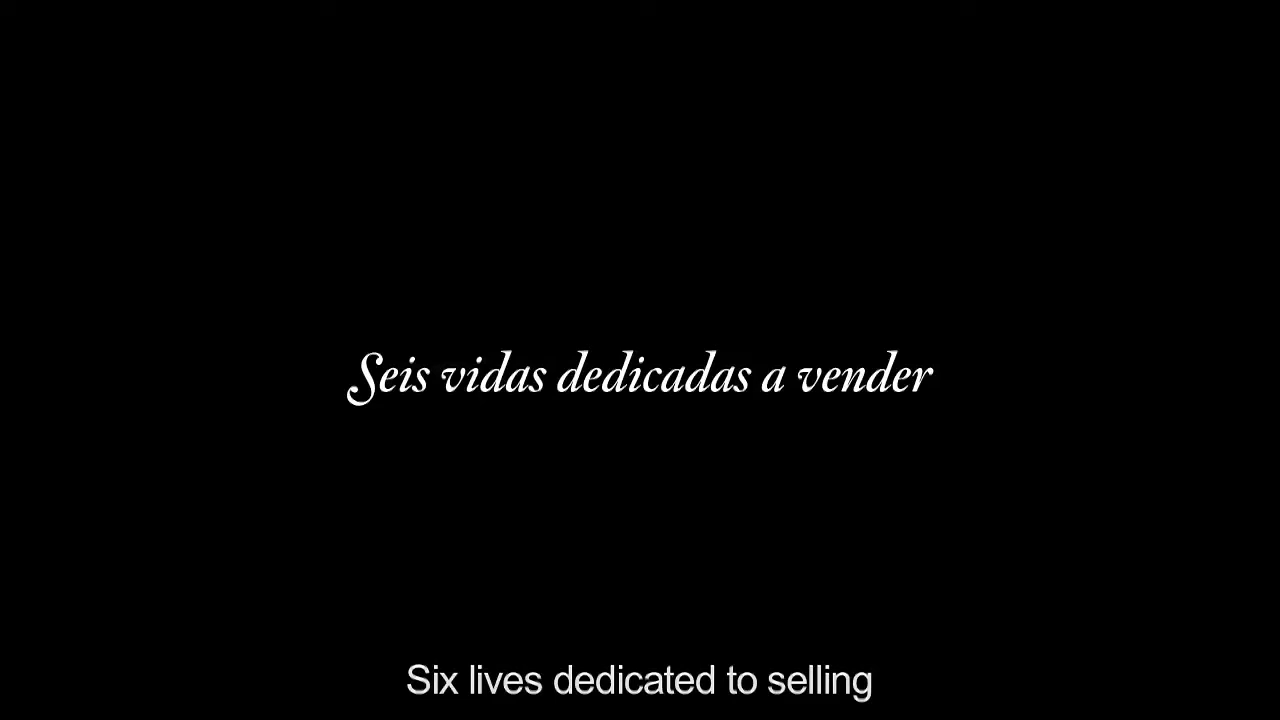 Seis vidas dedicadas a vender
Six lives dedicated to selling